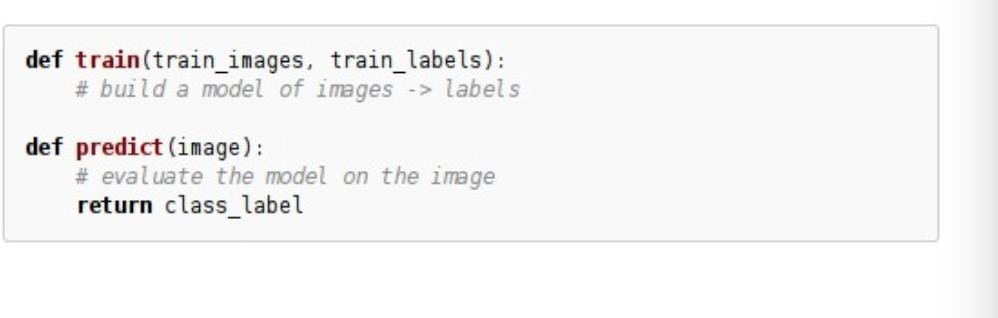 def train(train_images, train_labels):
    # build a model of images -> labels
def predict(image):
    # evaluate the model on the image
    return class_label